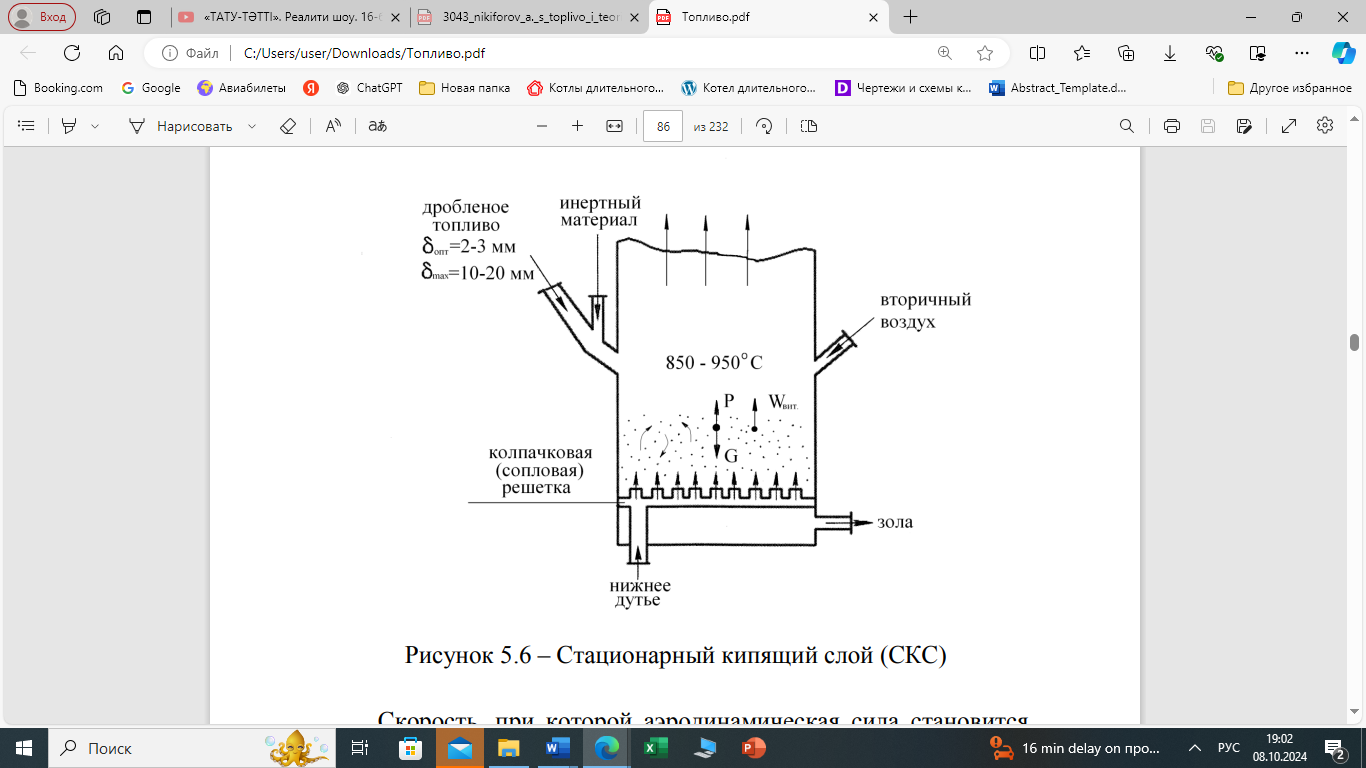 Вход
«ТАТУ-ТӘТТІ». Реалити шоу. 16-б
3043_nikiforov_a._s_toplivo_i_teor
Топливо.pdf
Файл
C:/Users/user/Downloads/Топливо.pdf
Booking.com
Google
Авиабилеты
ChatGPT
Новая папка
Котлы длительного...
Котел длительного...
Чертежи и схемы к...
Abstract_Template.d...
Другое избранное
Нарисовать
86
из 232
дробленое
топливо
δопт=2-3 мм
δmax=10-20 мм
инертный
материал
вторичный
воздух
850 - 950°С
P
Wвит.
G
колпачковая
(сопловая)
решетка
зола
нижнее
дутье
Рисунок 5.6 – Стационарный кипящий слой (СКС)
Скорость, при которой аэродинамическая сила становится
Поиск
16 min delay on про...
РУС
19:02
08.10.2024
2